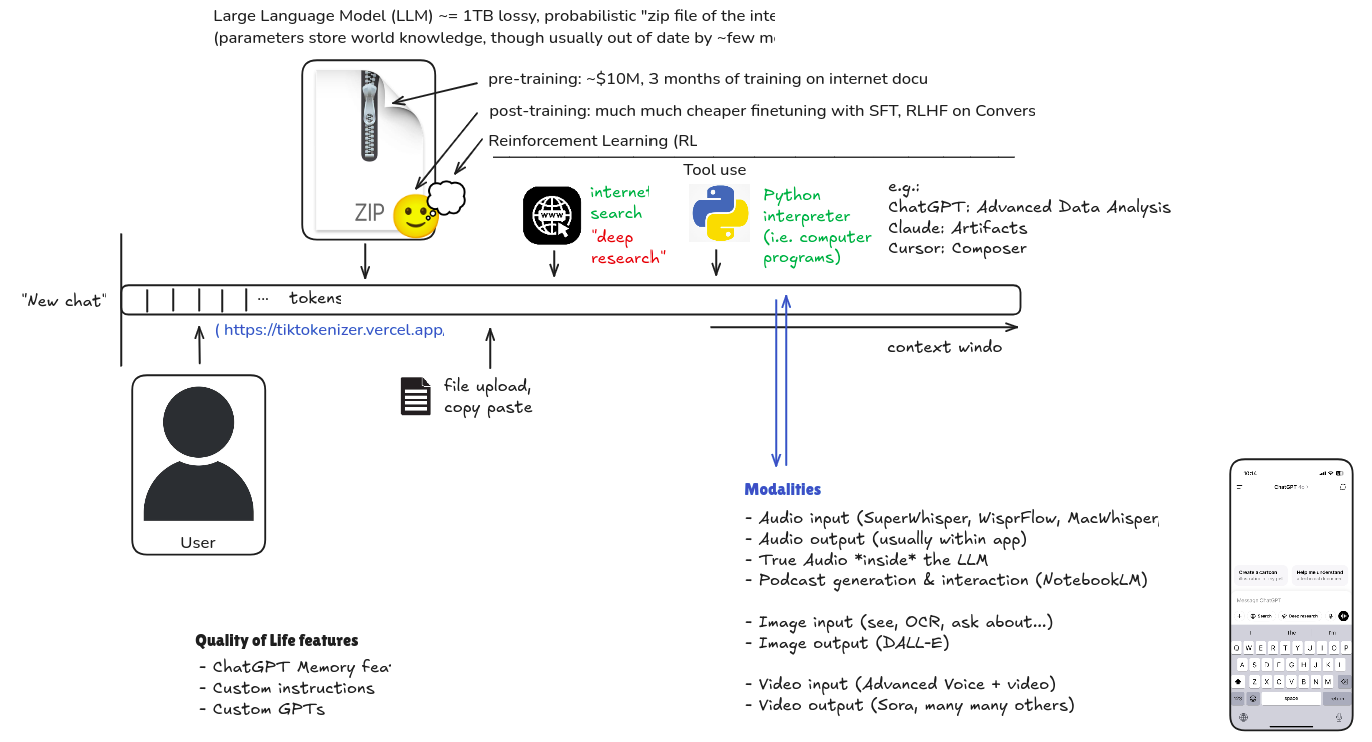 Large Language Model (LLM) ~= 1TB lossy, probabilistic "zip file of the inte
(parameters store world knowledge, though usually out of date by ~few m
pre-training: ~$10M, 3 months of training on internet docu
post-training: much much cheaper finetuning with SFT, RLHF on Convers
Reinforcement Learning (RL
ZIP
Tool use
www
internet
search
"deep
research"
Python
interpreter
(i.e. computer
programs)
e.g.:
ChatGPT: Advanced Data Analysis
Claude: Artifacts
Cursor: Composer
"New chat"
... tokens
( https://tiktokenizer.vercel.app,
context windo
file upload,
copy paste
User
Modalities
- Audio input (SuperWhisper, WisprFlow, MacWhisper,
- Audio output (usually within app)
- True Audio *inside* the LLM
- Podcast generation & interaction (NotebookLM)
- Image input (see, OCR, ask about...)
- Image output (DALL-E)
- Video input (Advanced Voice + video)
- Video output (Sora, many many others)
Quality of Life features
- ChatGPT Memory fea
- Custom instructions
- Custom GPTs
10:14
ChatGPT 4o
Create a cartoon
Help me understand
Message ChatGPT
Search
Deep research
I the I'm
Q W E R T Y U I O P
A S D F G H J K L
Z X C V B N M
123
space
return